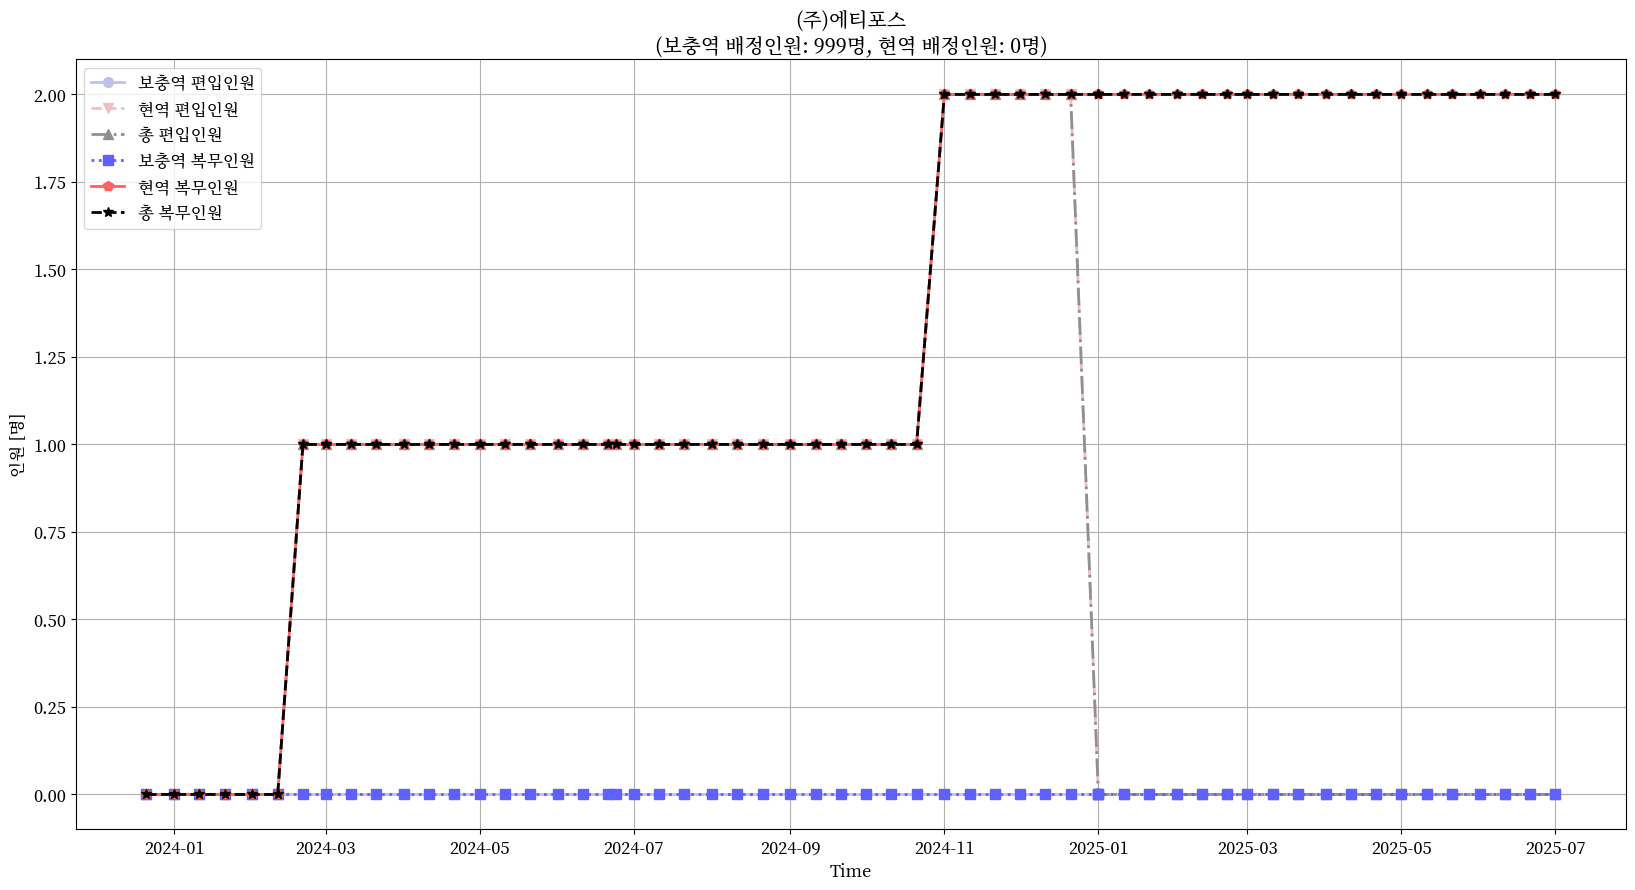 (주)에티포스
(보충역 배정인원: 999명, 현역 배정인원: 0명)
보충역 편입인원
현역 편입인원
총 편입인원
보충역 복무인원
현역 복무인원
총 복무인원
2.00
1.75
1.50
1.25
1.00
0.75
0.50
0.25
0.00
인원 [명]
2024-01
2024-03
2024-05
2024-07
2024-09
2024-11
2025-01
2025-03
2025-05
2025-07
Time